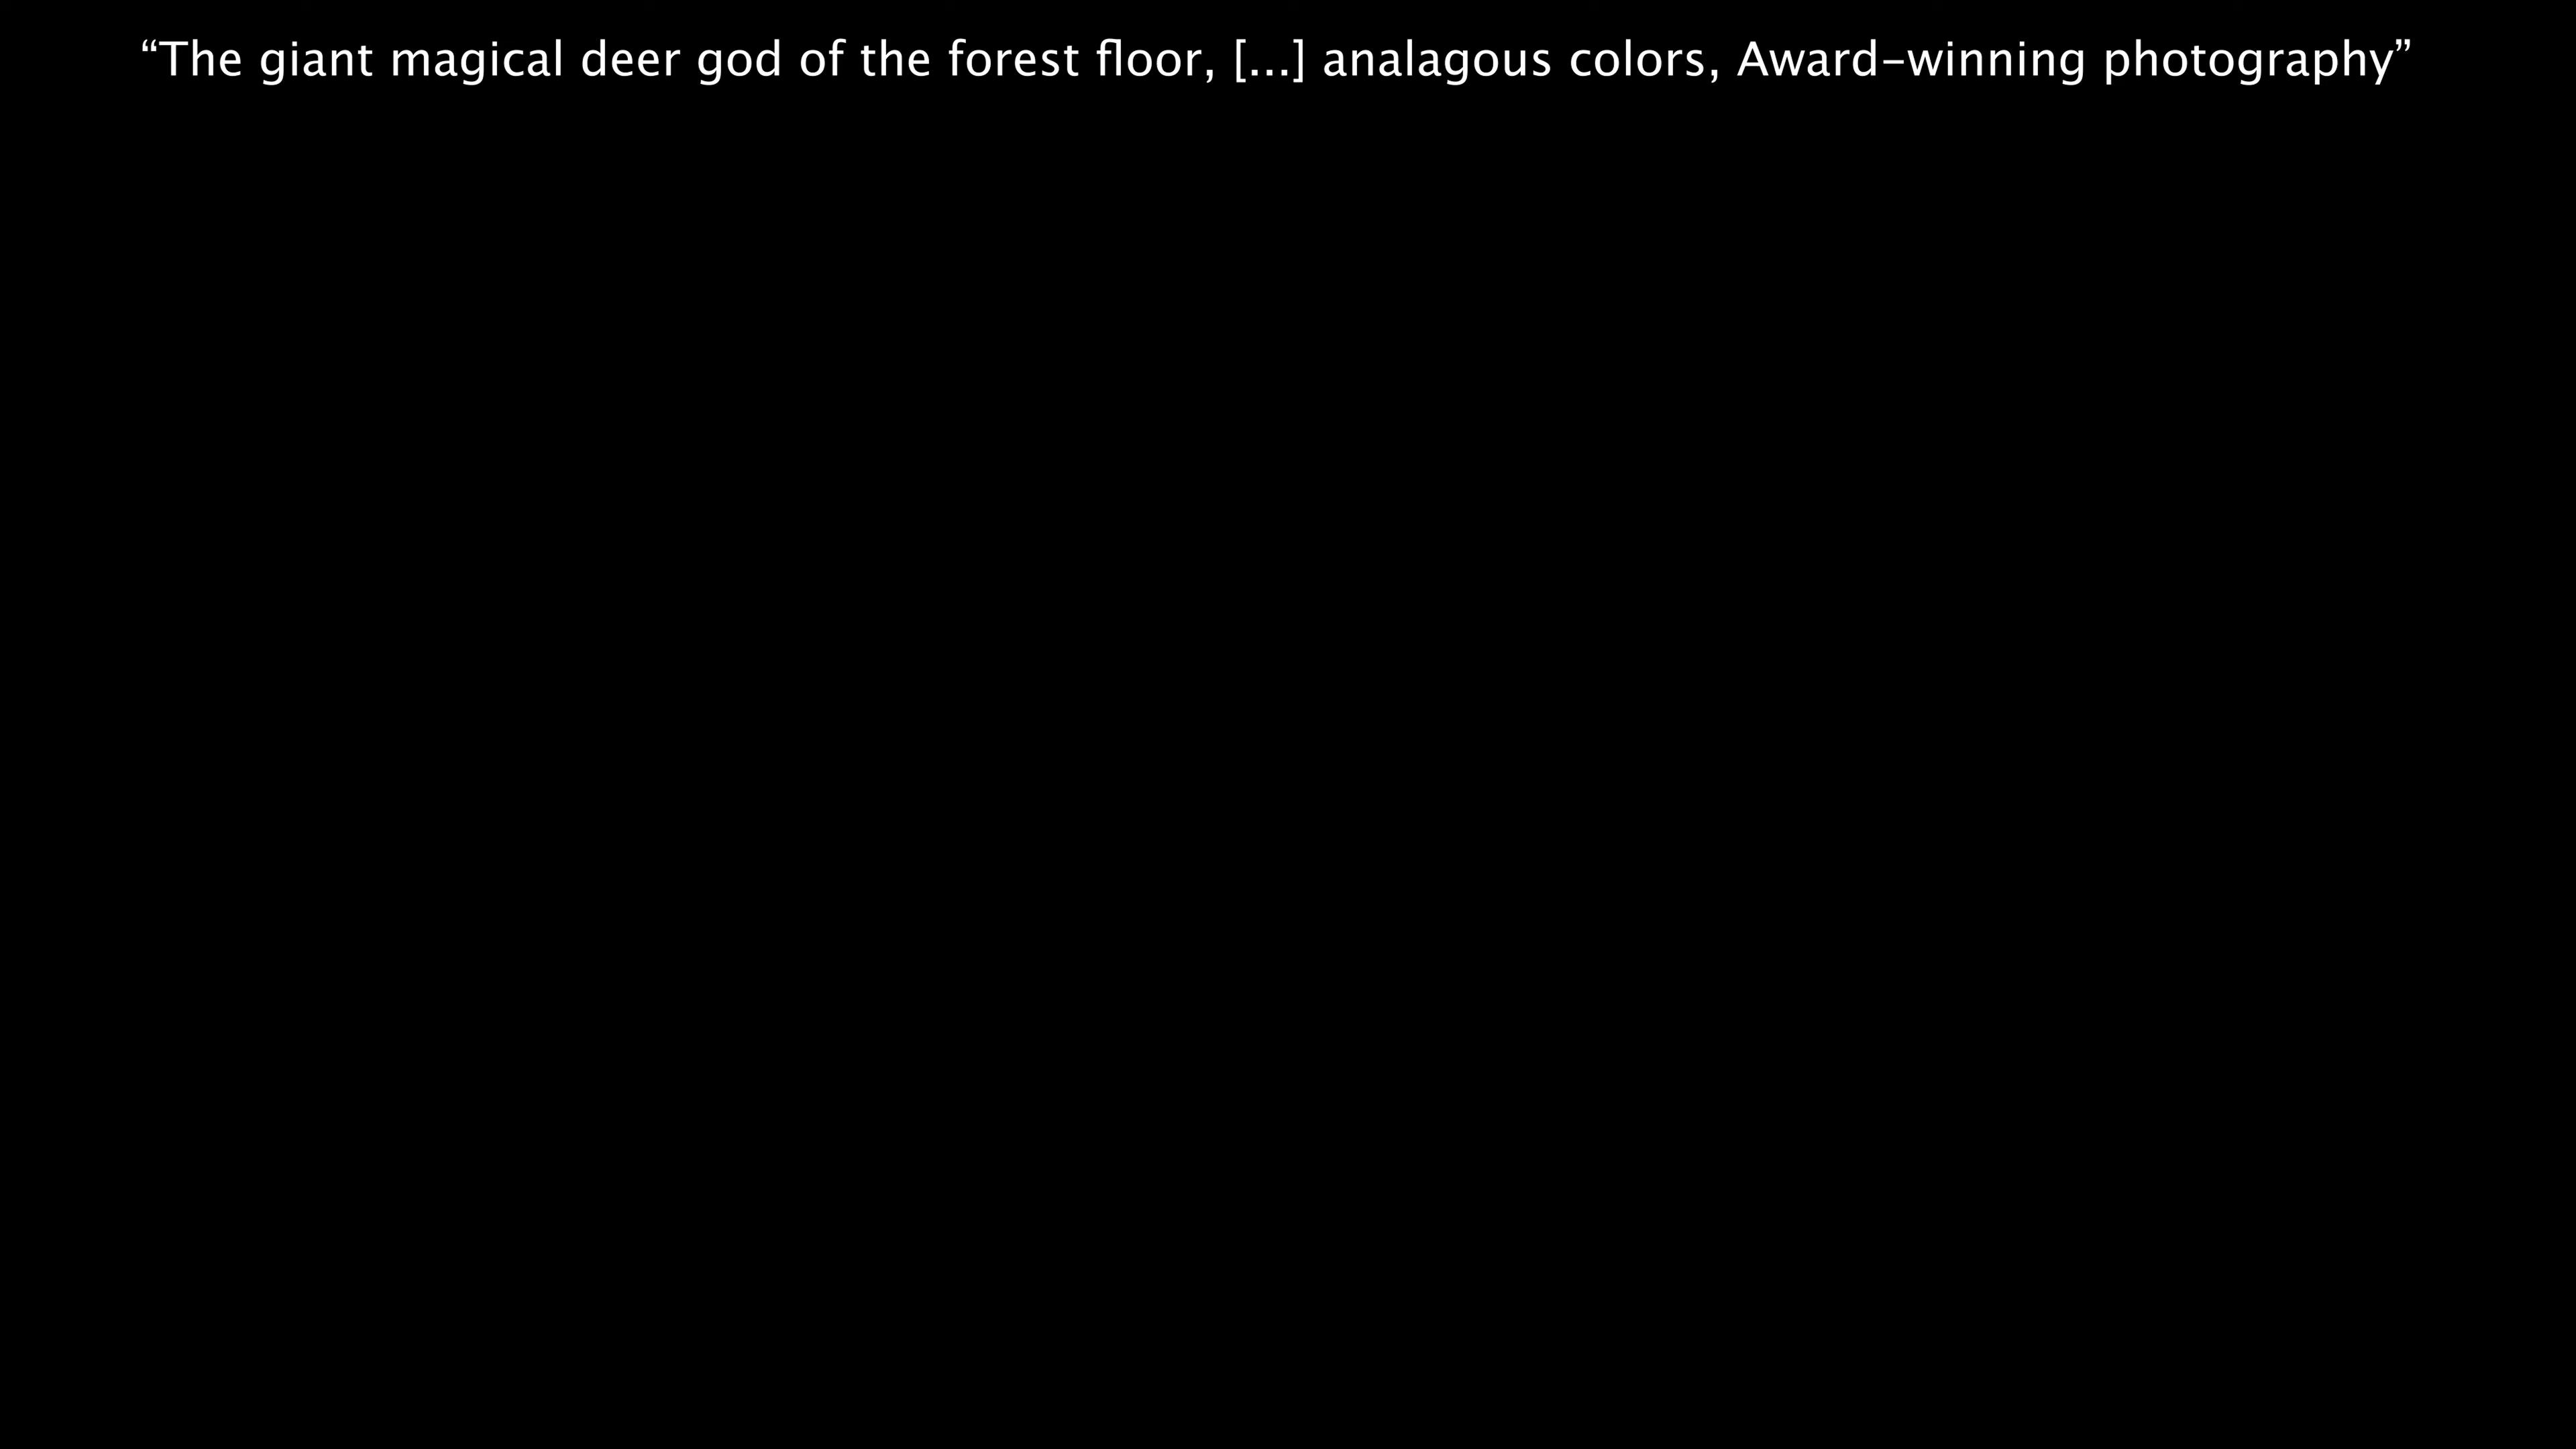 “The giant magical deer god of the forest floor, [...] analagous colors, Award-winning photography”